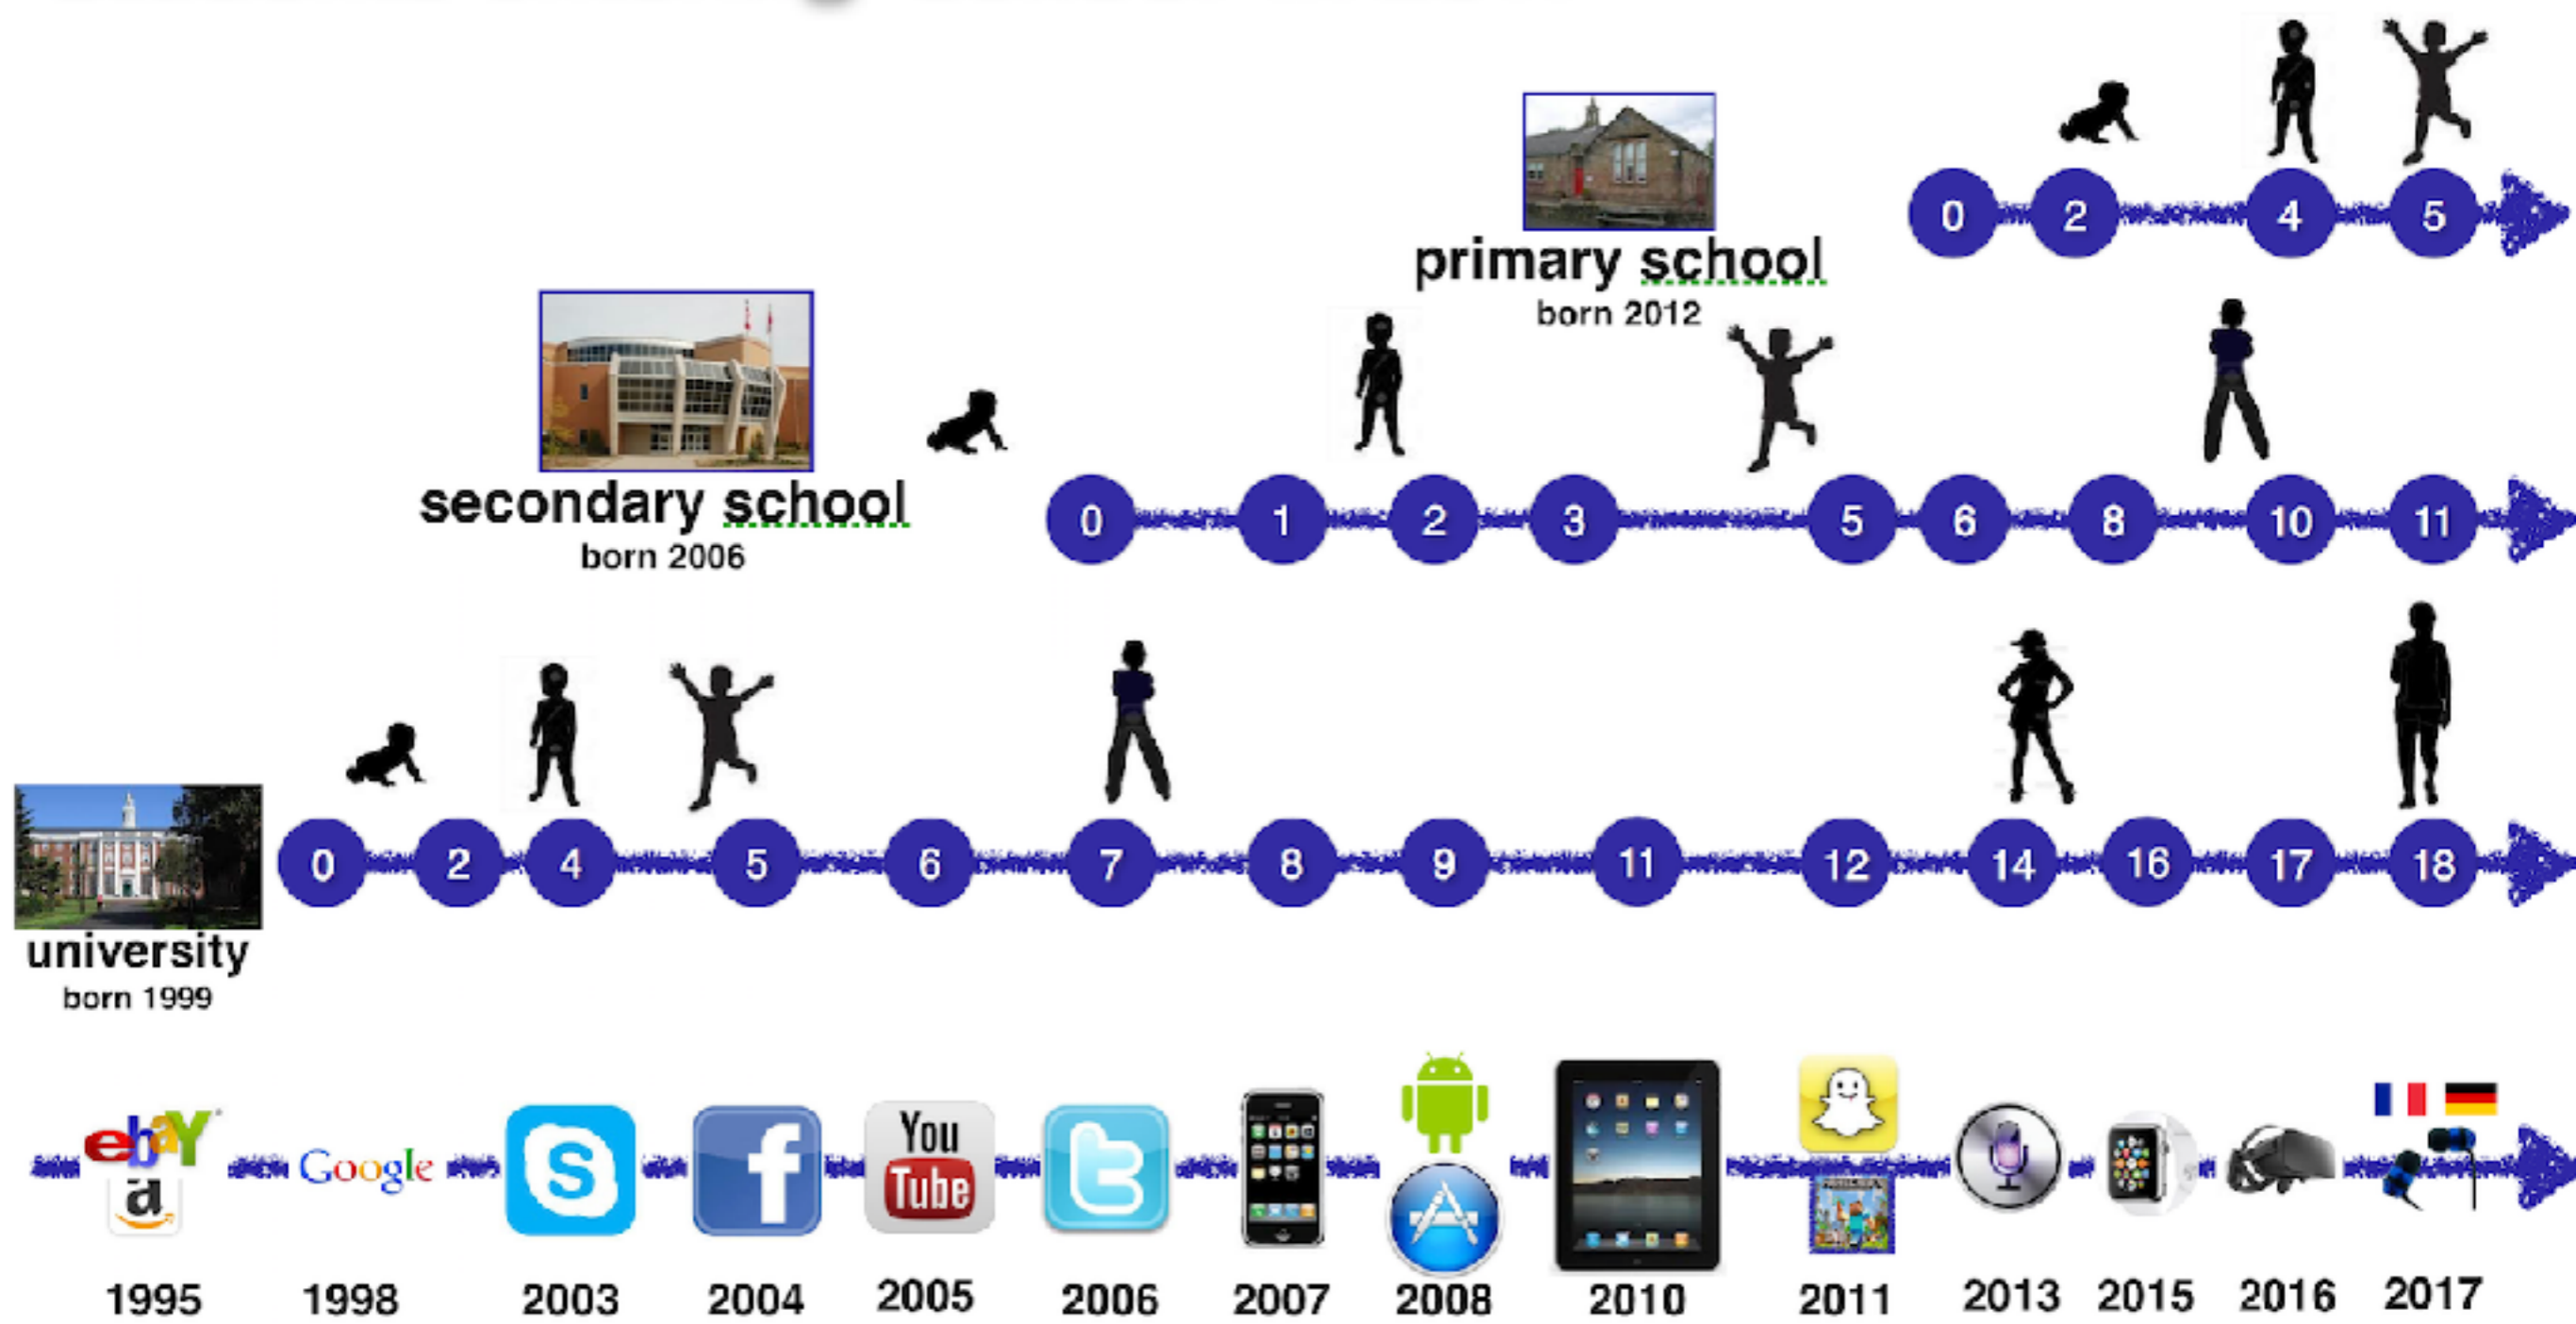 0 2 4 5
primary school
born 2012
secondary school
born 2006
0 1 2 3 5 6 8 10 11
0 2 4 5 6 7 8 9 11 12 14 16 17 18
university
born 1999
ebay
a
Google
S
f
You
Tube
t
MINECRAFT
1995 1998 2003 2004 2005 2006 2007 2008 2010 2011 2013 2015 2016 2017